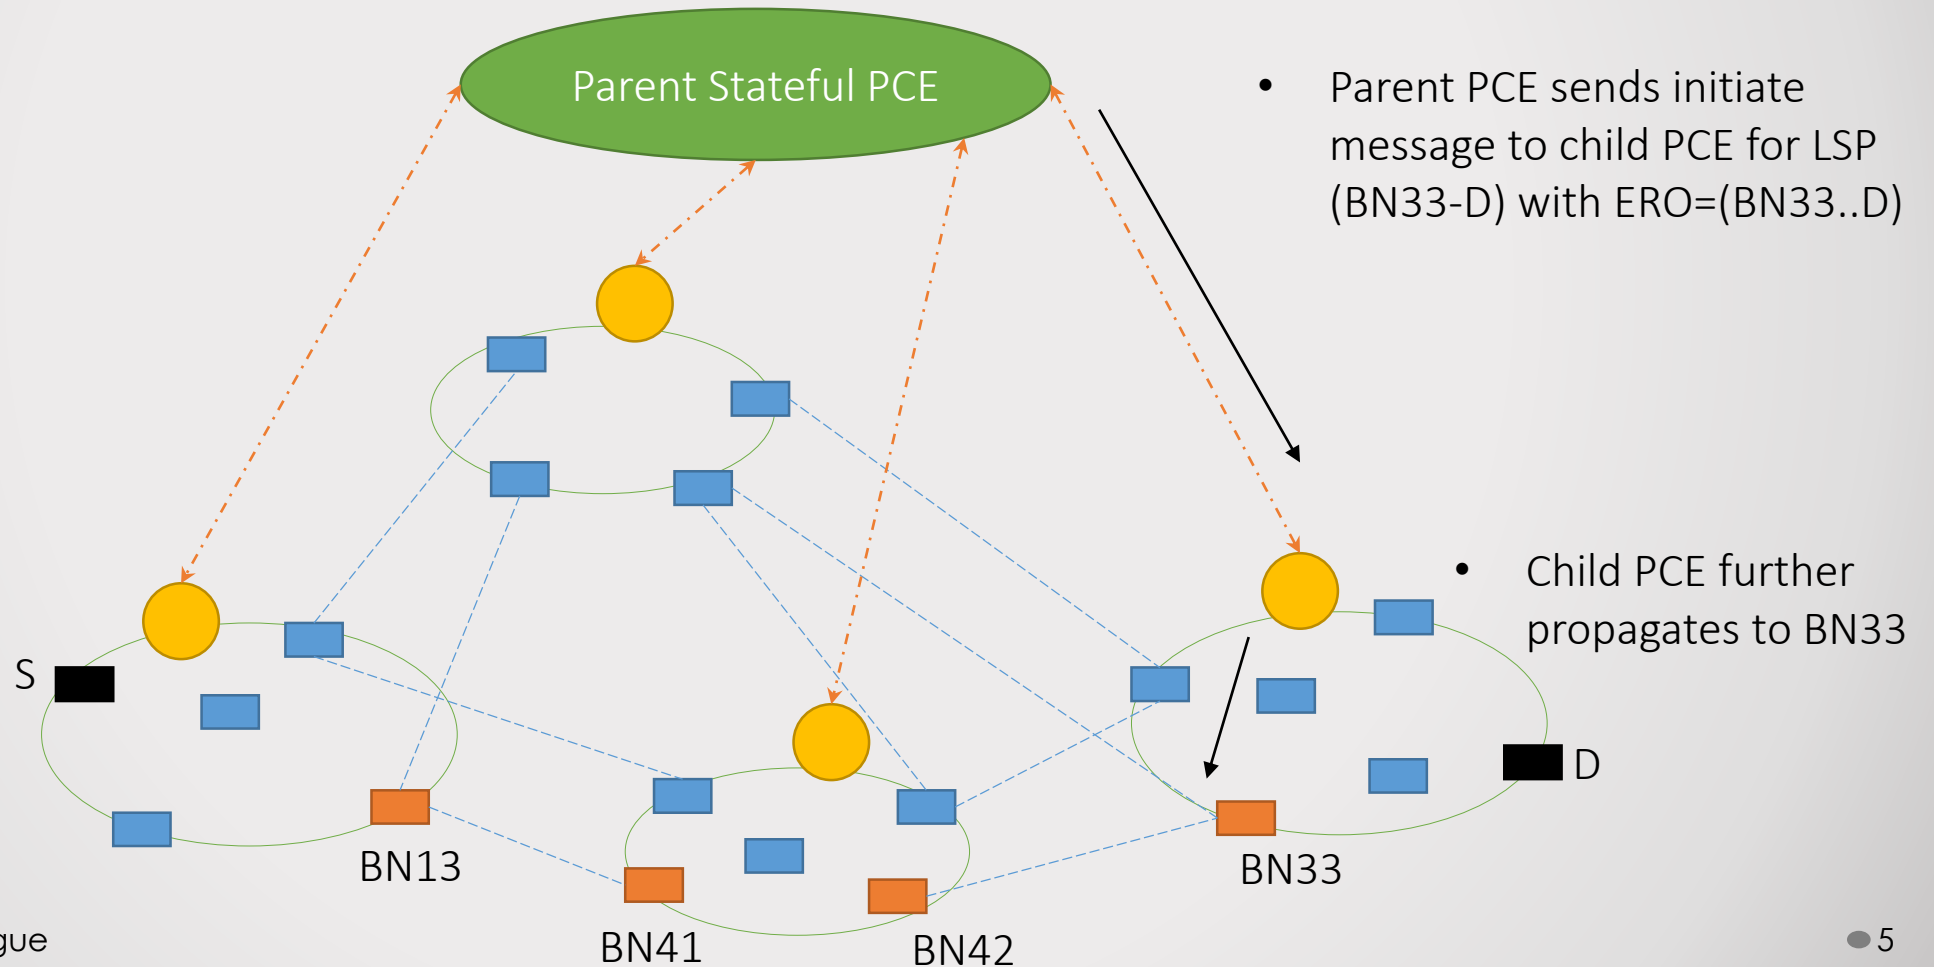 Parent Stateful PCE
• Parent PCE sends initiate
message to child PCE for LSP
(BN33-D) with ERO=(BN33..D)
• Child PCE further
propagates to BN33
S
D
BN13
BN33
BN41
BN42
gue
5